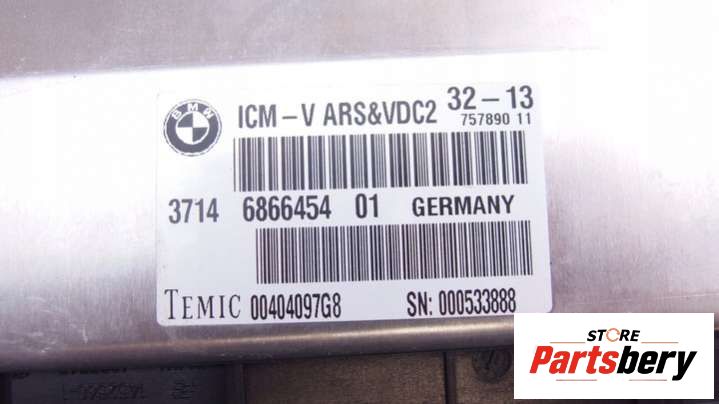 BMW
ICM-V ARS&VDC2 32-13
757890 11
3714 6866454 01 GERMANY
TEMIC 00404097G8 SN: 000533888
STORE
Partsbery